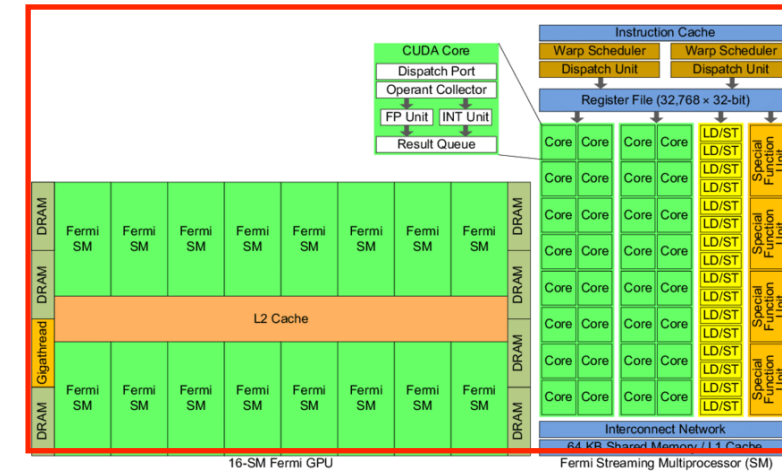 Instruction Cache
Warp Scheduler Warp Scheduler
Dispatch Unit Dispatch Unit
Register File (32,768 × 32-bit)
CUDA Core
Dispatch Port
Operant Collector
FP Unit INT Unit
Result Queue
Core Core Core Core LD/ST
LD/ST
Core Core Core Core LD/ST
LD/ST
Core Core Core Core LD/ST
LD/ST
Core Core Core Core LD/ST
LD/ST
Core Core Core Core LD/ST
LD/ST
Core Core Core Core LD/ST
LD/ST
Core Core Core Core LD/ST
LD/ST
Core Core Core Core LD/ST
LD/ST
Special Function Unit
Special Function Unit
Special Function Unit
Special Function Unit
Interconnect Network
64 KB Shared Memory / L1 Cache
Fermi Streaming Multiprocessor (SM)
DRAM
DRAM
Gigathread
DRAM
Fermi Fermi Fermi Fermi Fermi Fermi Fermi Fermi
SM SM SM SM SM SM SM SM
L2 Cache
Fermi Fermi Fermi Fermi Fermi Fermi Fermi Fermi
SM SM SM SM SM SM SM SM
DRAM
DRAM
DRAM
DRAM
16-SM Fermi GPU